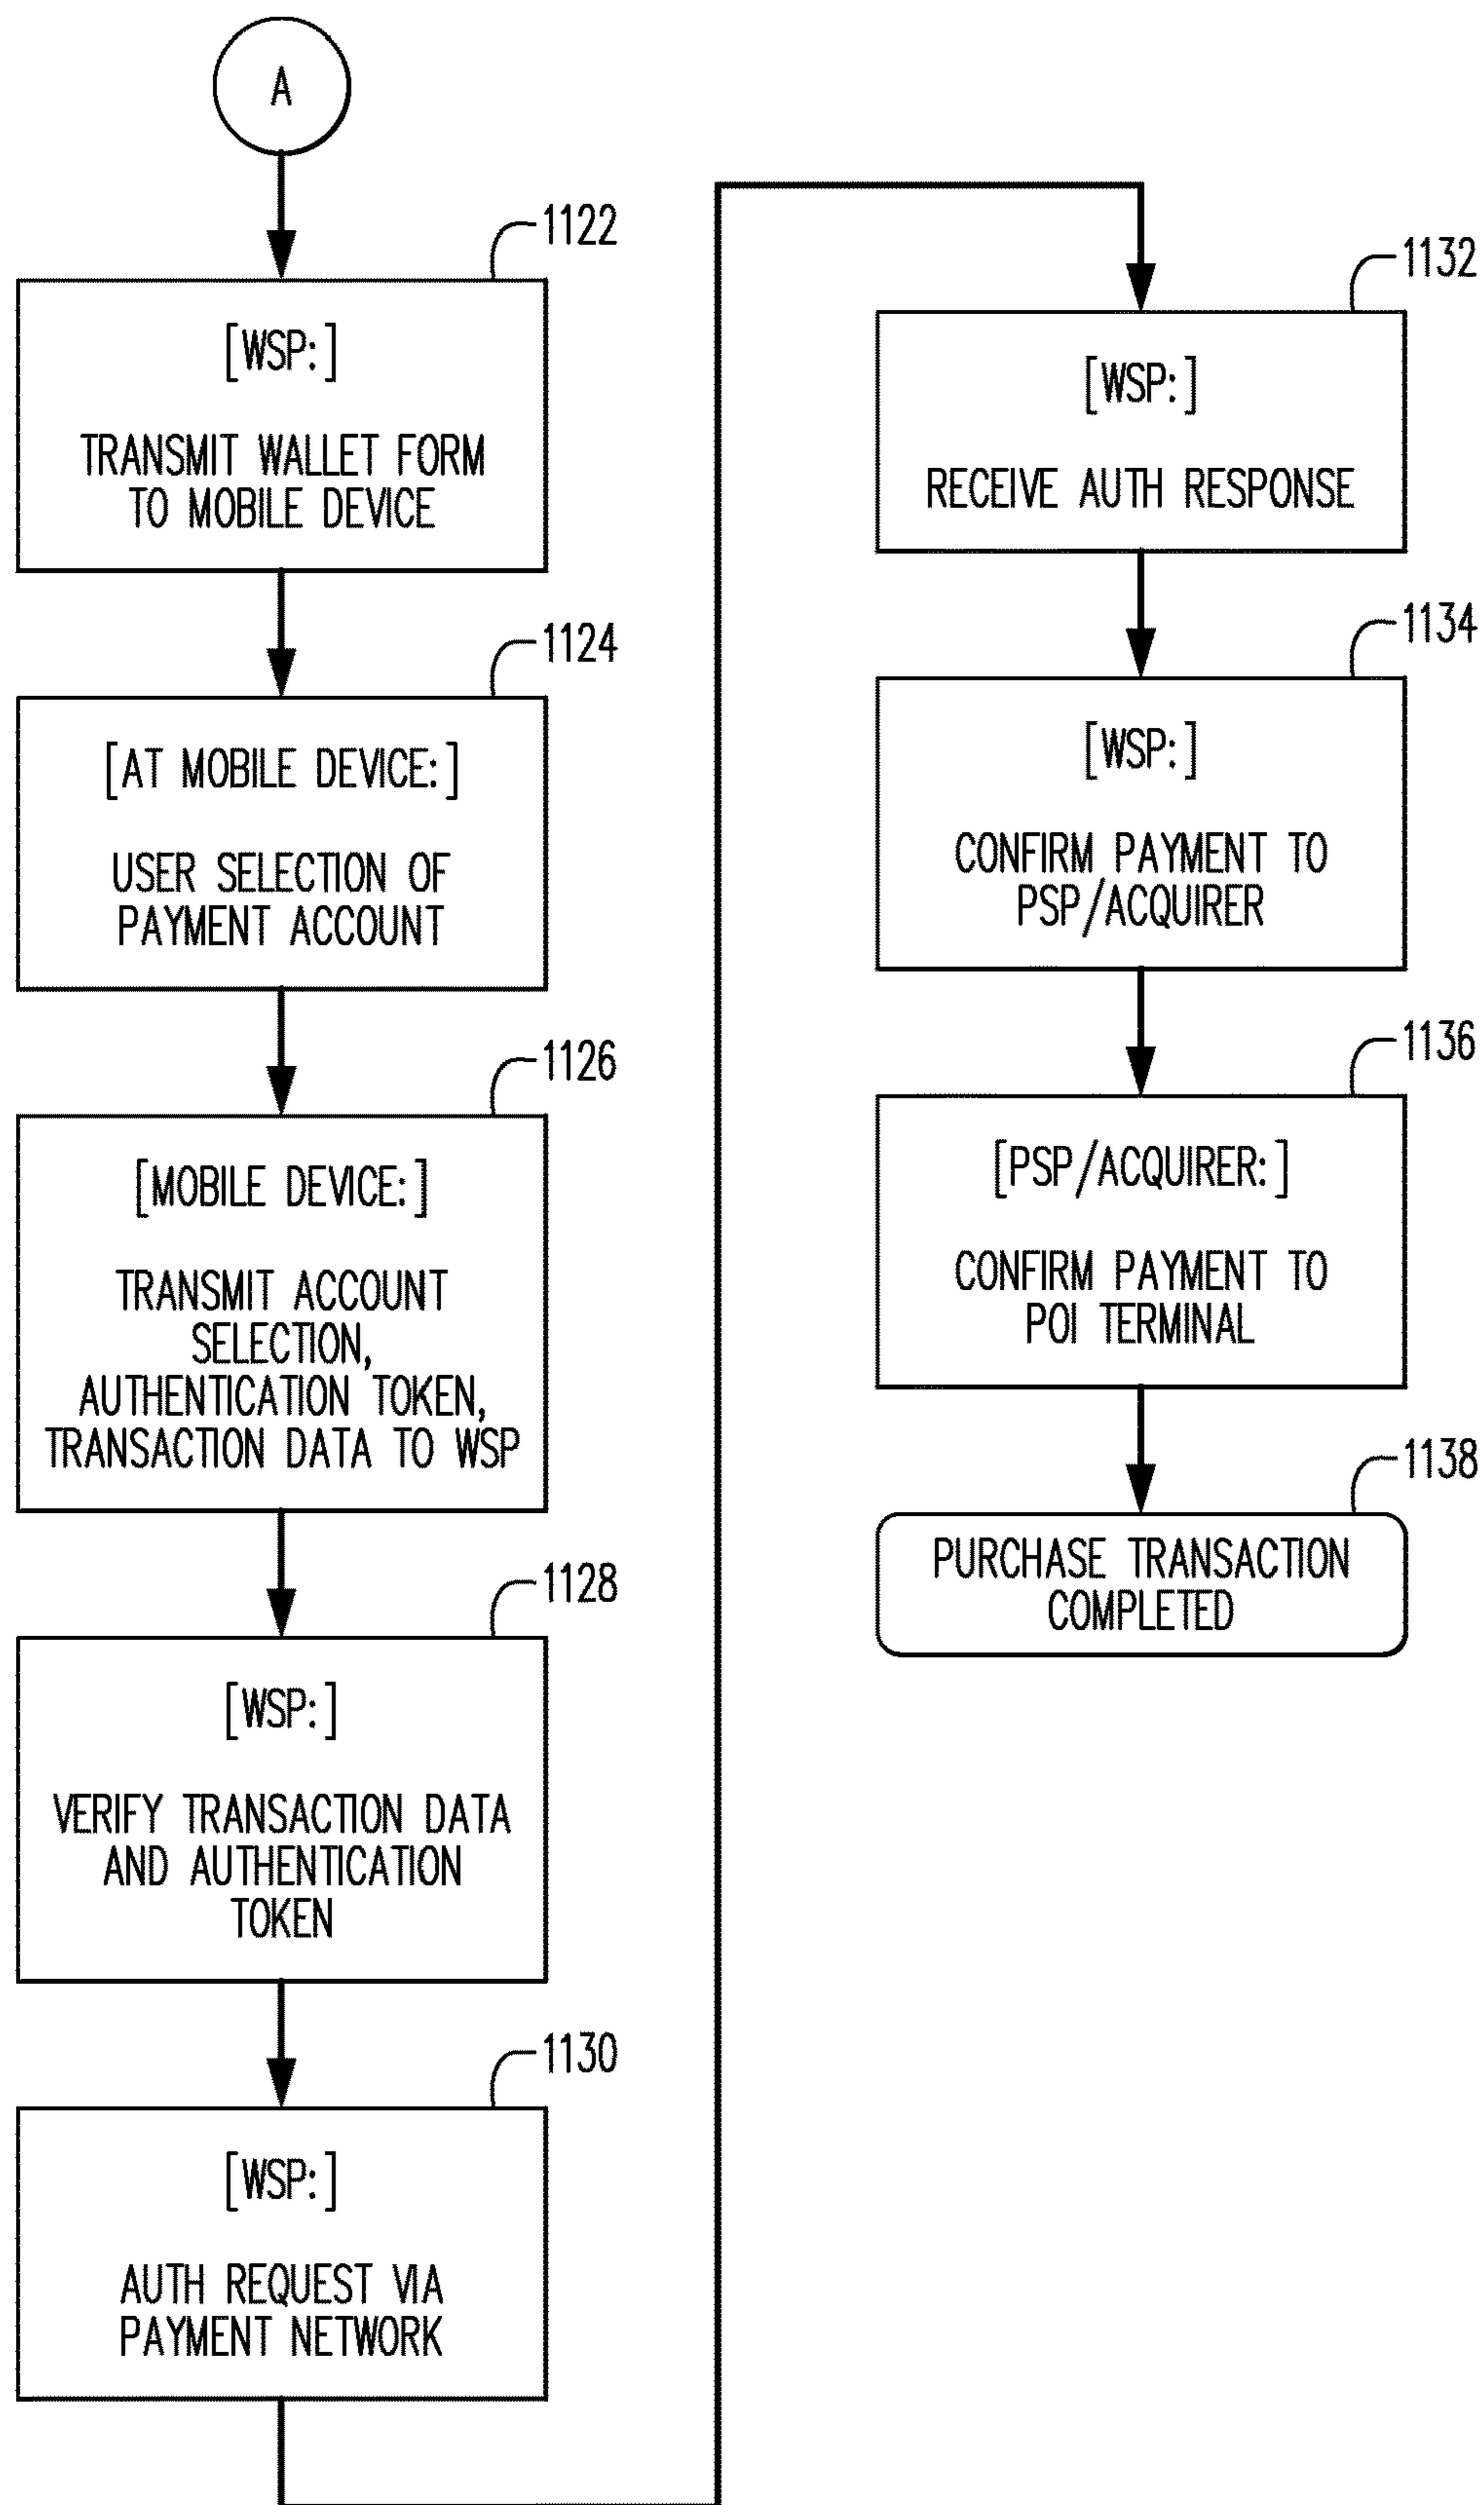 A
1122
[WSP:]
TRANSMIT WALLET FORM
TO MOBILE DEVICE
1124
[AT MOBILE DEVICE:]
USER SELECTION OF
PAYMENT ACCOUNT
1126
[MOBILE DEVICE:]
TRANSMIT ACCOUNT
SELECTION,
AUTHENTICATION TOKEN,
TRANSACTION DATA TO WSP
1128
[WSP:]
VERIFY TRANSACTION DATA
AND AUTHENTICATION
TOKEN
1130
[WSP:]
AUTH REQUEST VIA
PAYMENT NETWORK
1132
[WSP:]
RECEIVE AUTH RESPONSE
1134
[WSP:]
CONFIRM PAYMENT TO
PSP/ACQUIRER
1136
[PSP/ACQUIRER:]
CONFIRM PAYMENT TO
POI TERMINAL
1138
PURCHASE TRANSACTION
COMPLETED